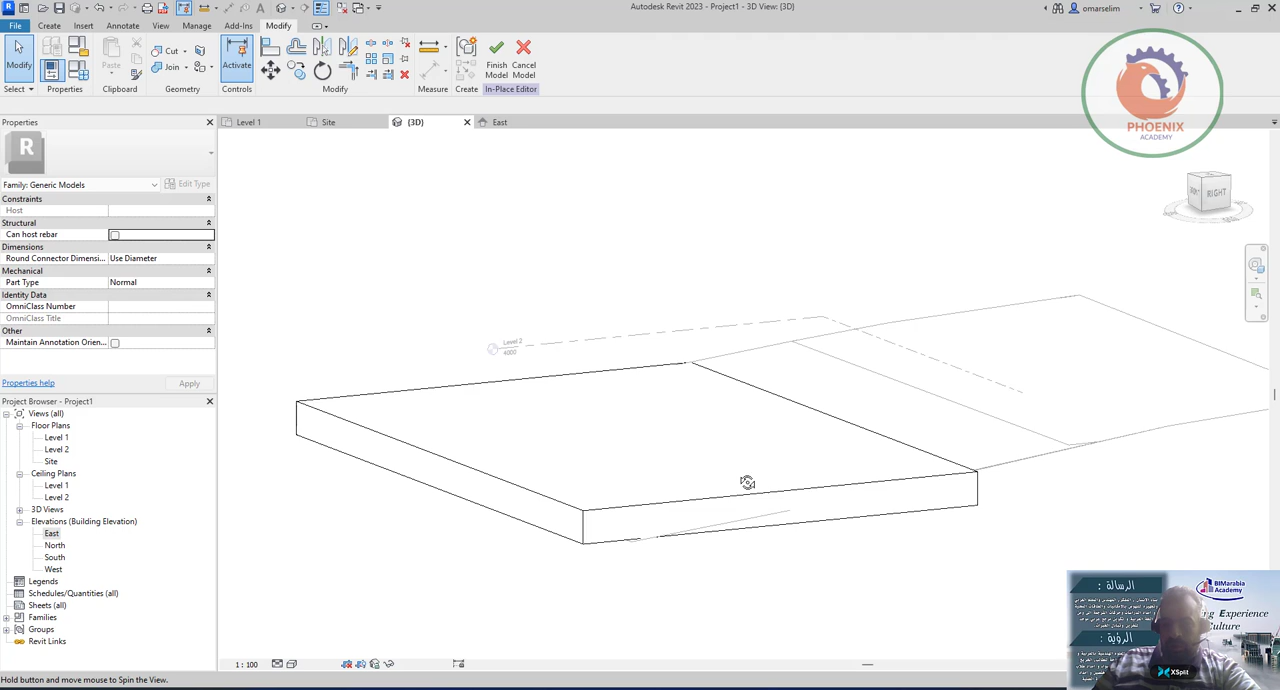 Autodesk Revit 2023 - Project1 - 3D View: {3D}
omarselim
File
Create
Insert
Annotate
View
Manage
Add-Ins
Modify
Modify
Paste
Cut
Join
Activate
Finish
Model
Cancel
Model
Select
Properties
Clipboard
Geometry
Controls
Modify
Measure
Create
In-Place Editor
Properties
Level 1
Site
{3D}
East
PHOENIX
ACADEMY
R
Family: Generic Models
Edit Type
Constraints
Host
Structural
Can host rebar
Dimensions
Round Connector Dimensi... Use Diameter
Mechanical
Part Type Normal
Identity Data
OmniClass Number
OmniClass Title
Other
Maintain Annotation Orien...
Properties help
Apply
Project Browser - Project1
Views (all)
Floor Plans
Level 1
Level 2
Site
Ceiling Plans
Level 1
Level 2
3D Views
Elevations (Building Elevation)
East
North
South
West
Legends
Schedules/Quantities (all)
Sheets (all)
Families
Groups
Revit Links
Level 2
4000
RIGHT
1 : 100
Hold button and move mouse to Spin the View.
الرسالة :
الرؤية :
BIMarabia
Academy
Experience
Culture
XSplit